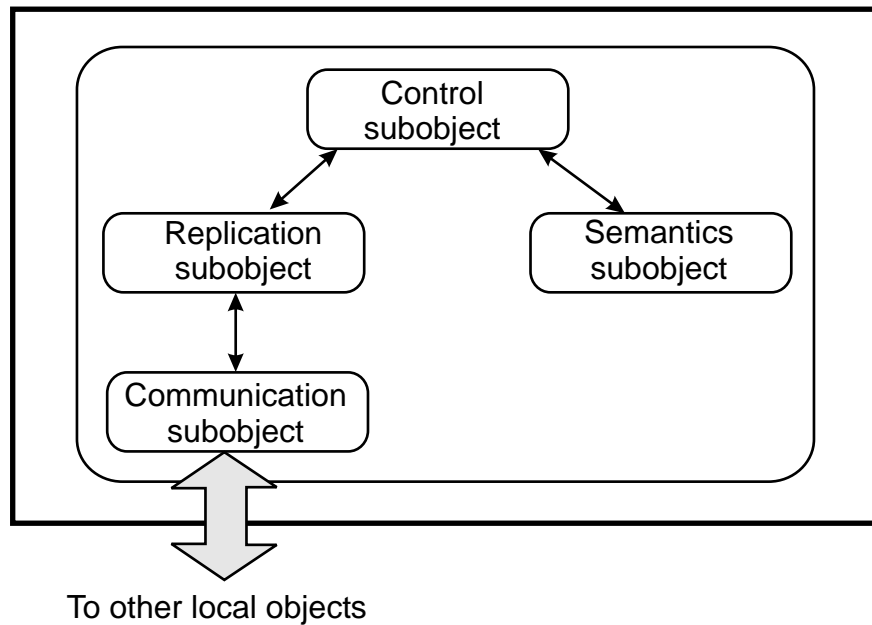 Control
subobject
Replication
subobject
Semantics
subobject
Communication
subobject
To other local objects